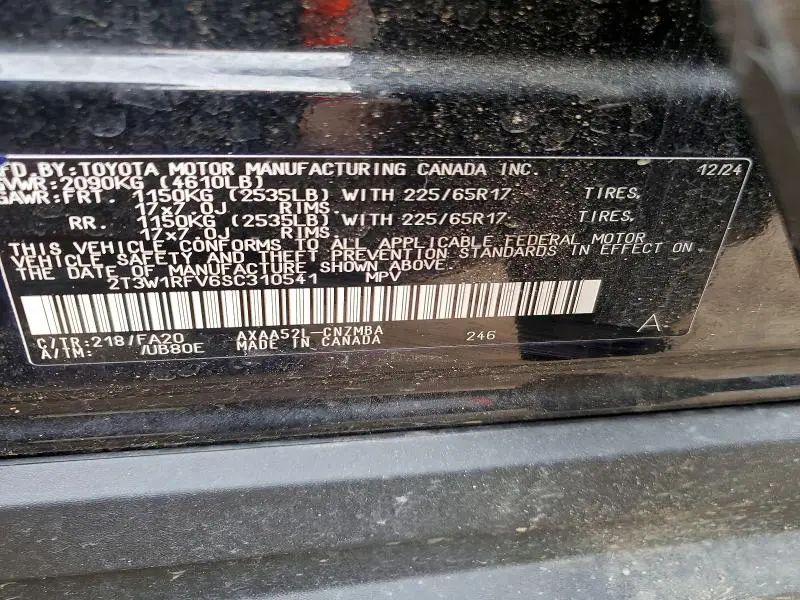 MFD. BY: TOYOTA MOTOR MANUFACTURING CANADA INC. 12/24
GVWR: 2090KG (4610LB)
GAWR: FRT. 1150KG (2535LB) WITH 225/65R17 TIRES,
17x7.0J RIMS
RR. 1150KG (2535LB) WITH 225/65R17 TIRES,
17x7.0J RIMS
THIS VEHICLE CONFORMS TO ALL APPLICABLE FEDERAL MOTOR
VEHICLE SAFETY AND THEFT PREVENTION STANDARDS IN EFFECT ON
THE DATE OF MANUFACTURE SHOWN ABOVE.
2T3W1RFV6SC310541 MPV
C/TR: 218/FA20 AXAA52L-CNZMBA 246 A
A/TM: /UB80E MADE IN CANADA